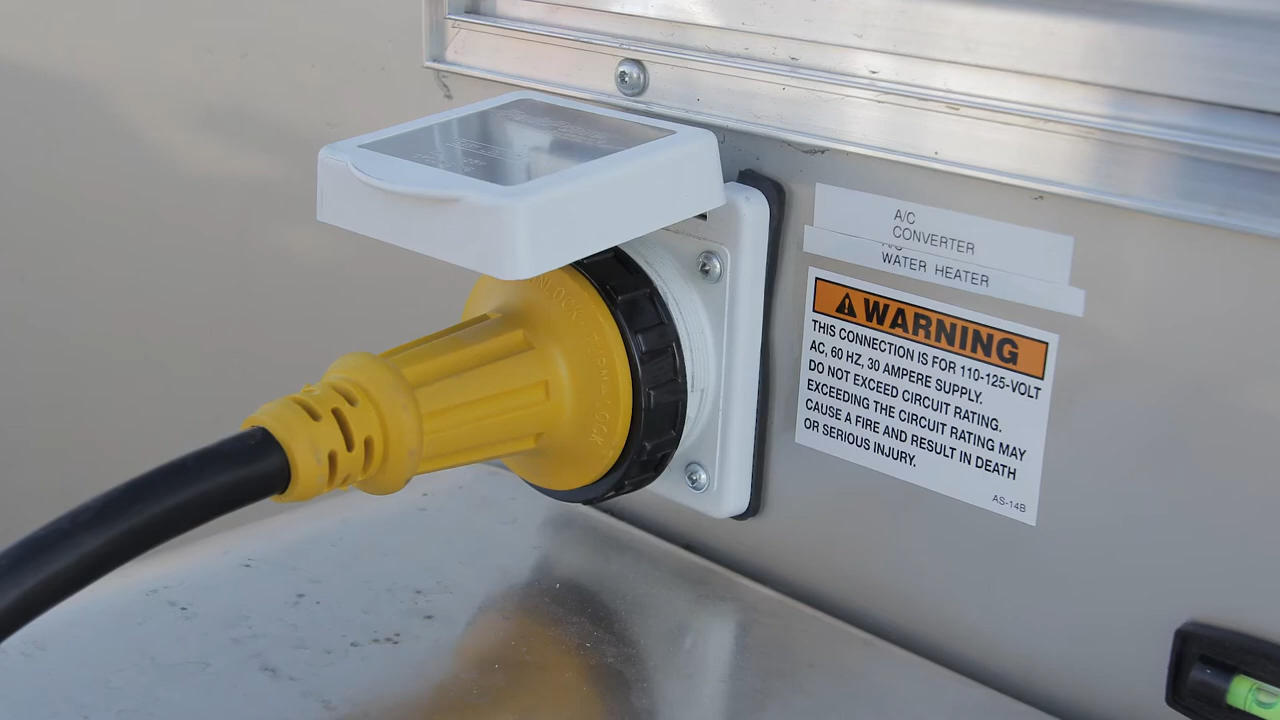 A/C
CONVERTER
WATER HEATER
WARNING
THIS CONNECTION IS FOR 110-125-VOLT
AC, 60 HZ, 30 AMPERE SUPPLY.
DO NOT EXCEED CIRCUIT RATING.
EXCEEDING THE CIRCUIT RATING MAY
CAUSE A FIRE AND RESULT IN DEATH
OR SERIOUS INJURY.
AS-14B
TURN-LOCK